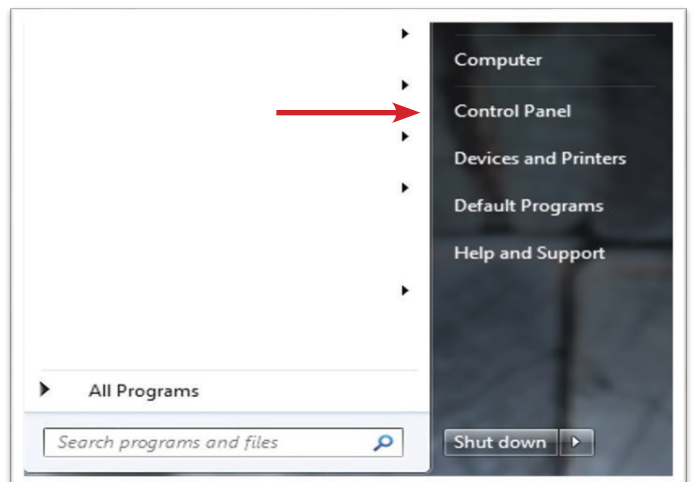 Computer
Control Panel
Devices and Printers
Default Programs
Help and Support
All Programs
Search programs and files
Shut down